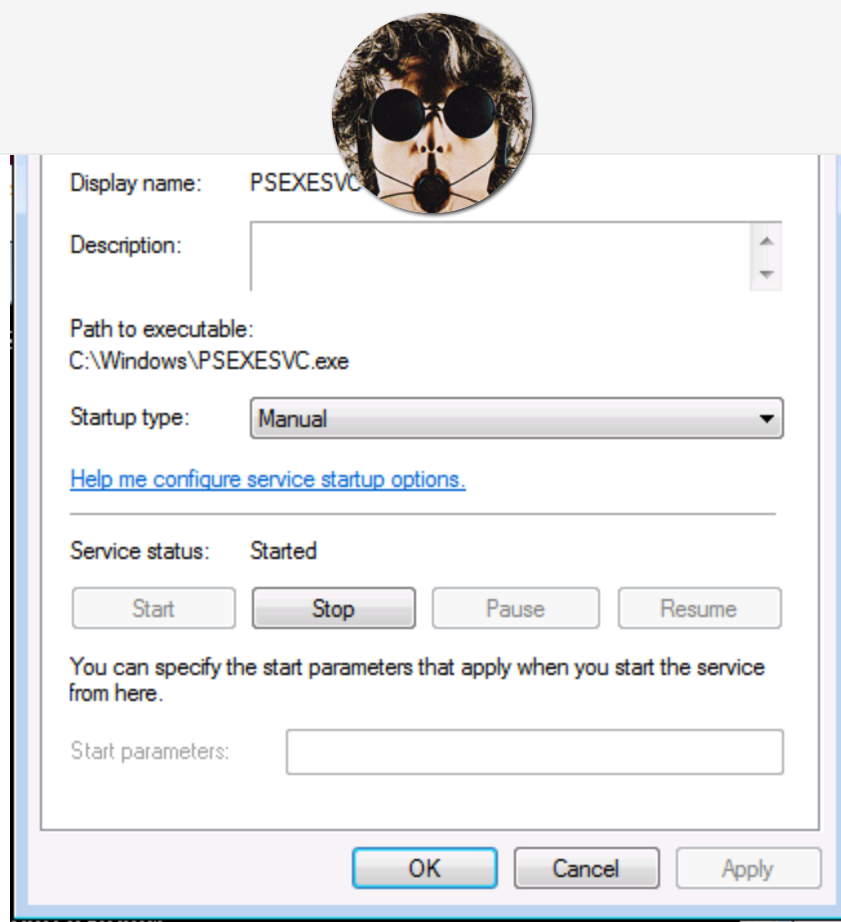 Display name: PSEXESVC
Description:
Path to executable:
C:\Windows\PSEXESVC.exe
Startup type: Manual
Help me configure service startup options.
Service status: Started
Start Stop Pause Resume
You can specify the start parameters that apply when you start the service
from here.
Start parameters:
OK Cancel Apply